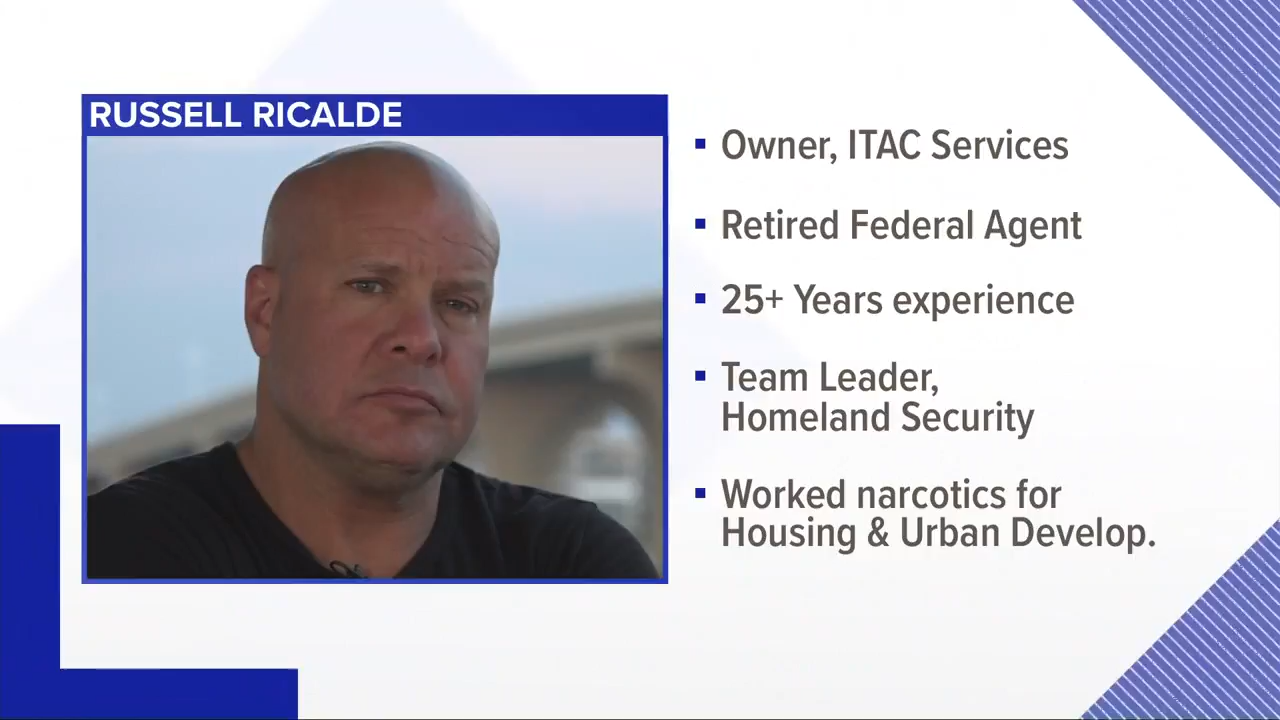 RUSSELL RICALDE
▪ Owner, ITAC Services
▪ Retired Federal Agent
▪ 25+ Years experience
▪ Team Leader,
Homeland Security
▪ Worked narcotics for
Housing & Urban Develop.